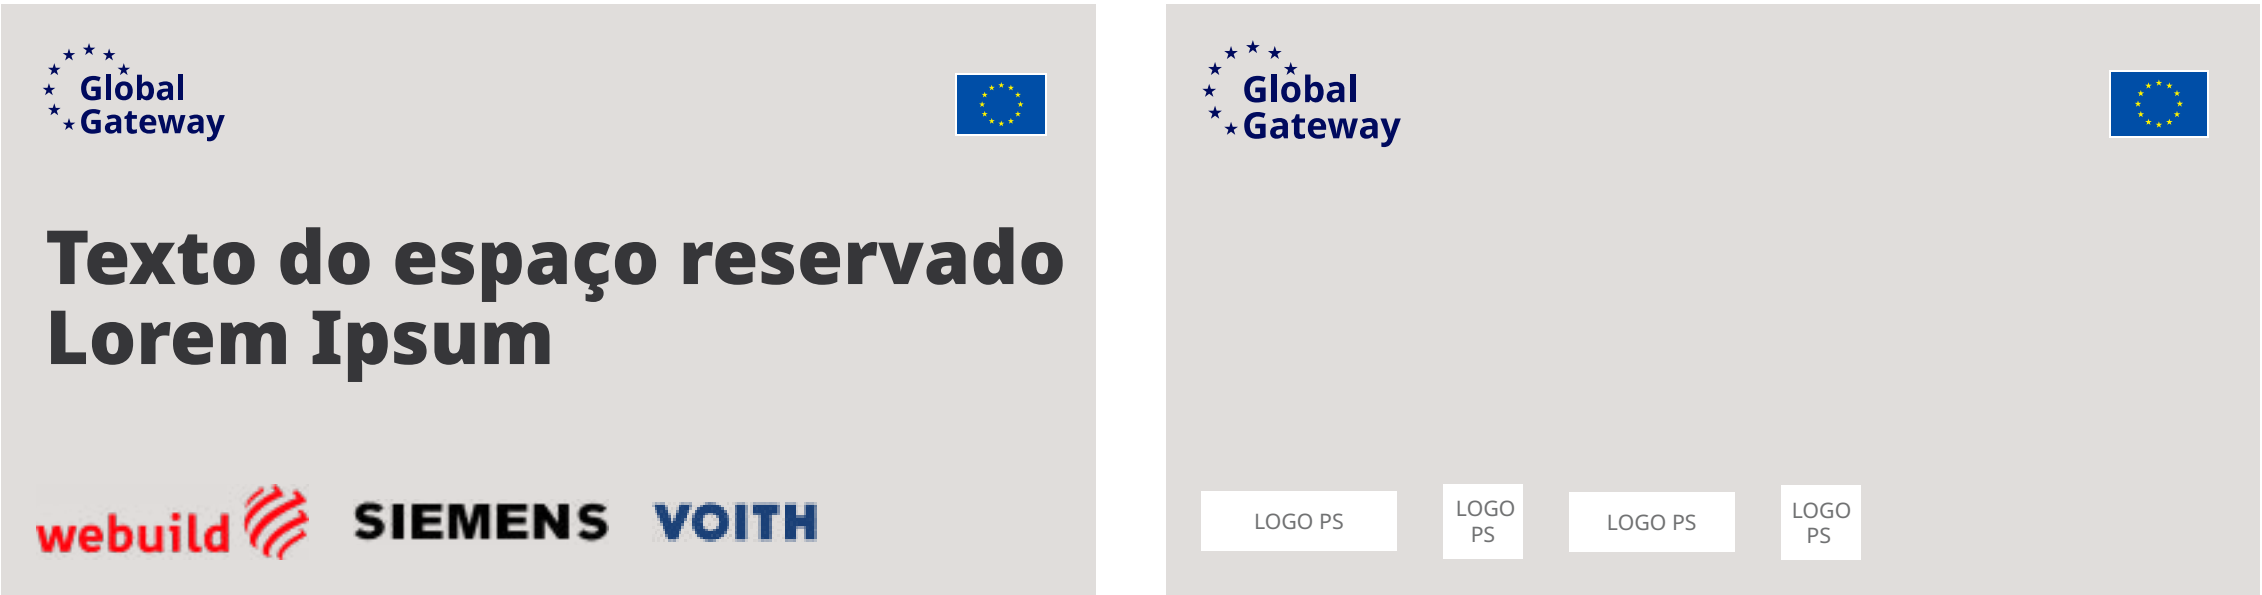 Global
Gateway
Texto do espaço reservado
Lorem Ipsum
webuild
SIEMENS
VOITH
Global
Gateway
LOGO PS
LOGO
PS
LOGO PS
LOGO
PS